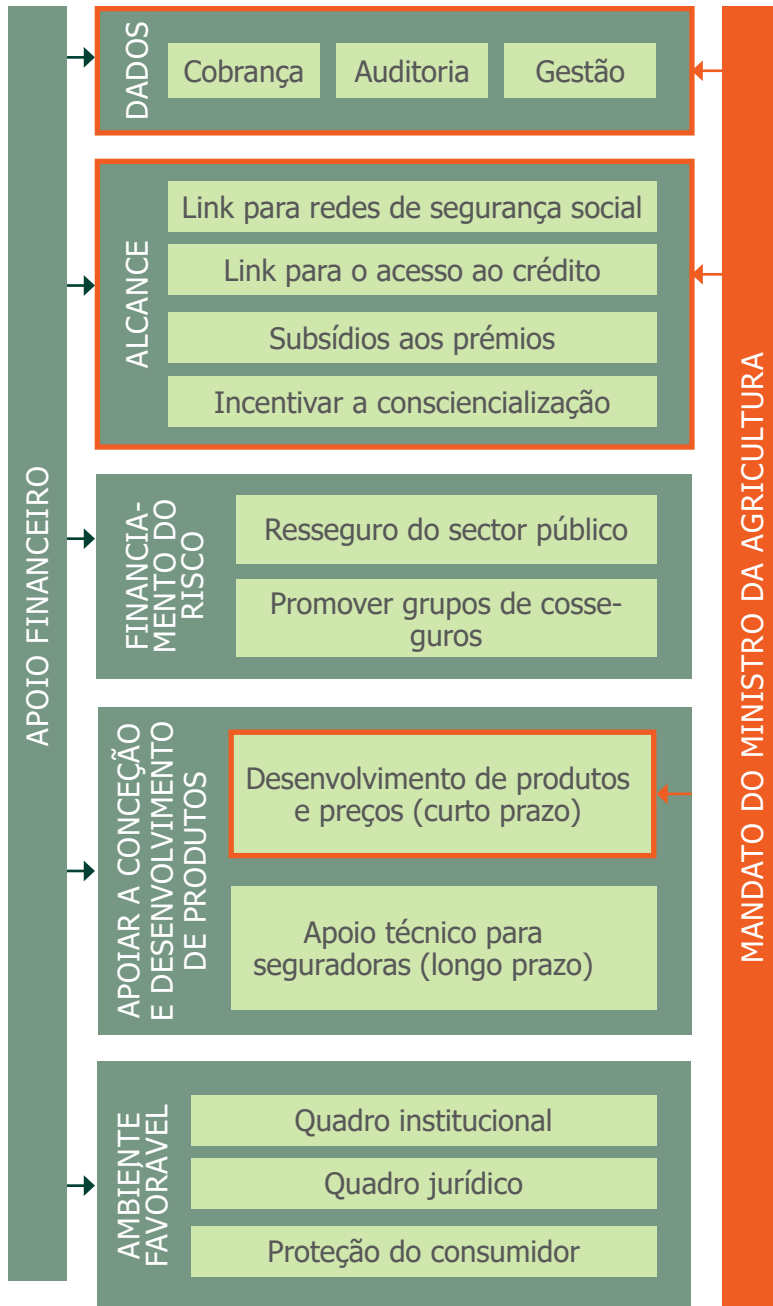 APOIO FINANCEIRO
DADOS
Cobrança
Auditoria
Gestão
ALCANCE
Link para redes de segurança social
Link para o acesso ao crédito
Subsídios aos prémios
Incentivar a consciencialização
FINANCIA-
MENTO DO
RISCO
Resseguro do sector público
Promover grupos de cosse-
guros
APOIAR A CONCEÇÃO
E DESENVOLVIMENTO
DE PRODUTOS
Desenvolvimento de produtos
e preços (curto prazo)
Apoio técnico para
seguradoras (longo prazo)
AMBIENTE
FAVORÁVEL
Quadro institucional
Quadro jurídico
Proteção do consumidor
MANDATO DO MINISTRO DA AGRICULTURA